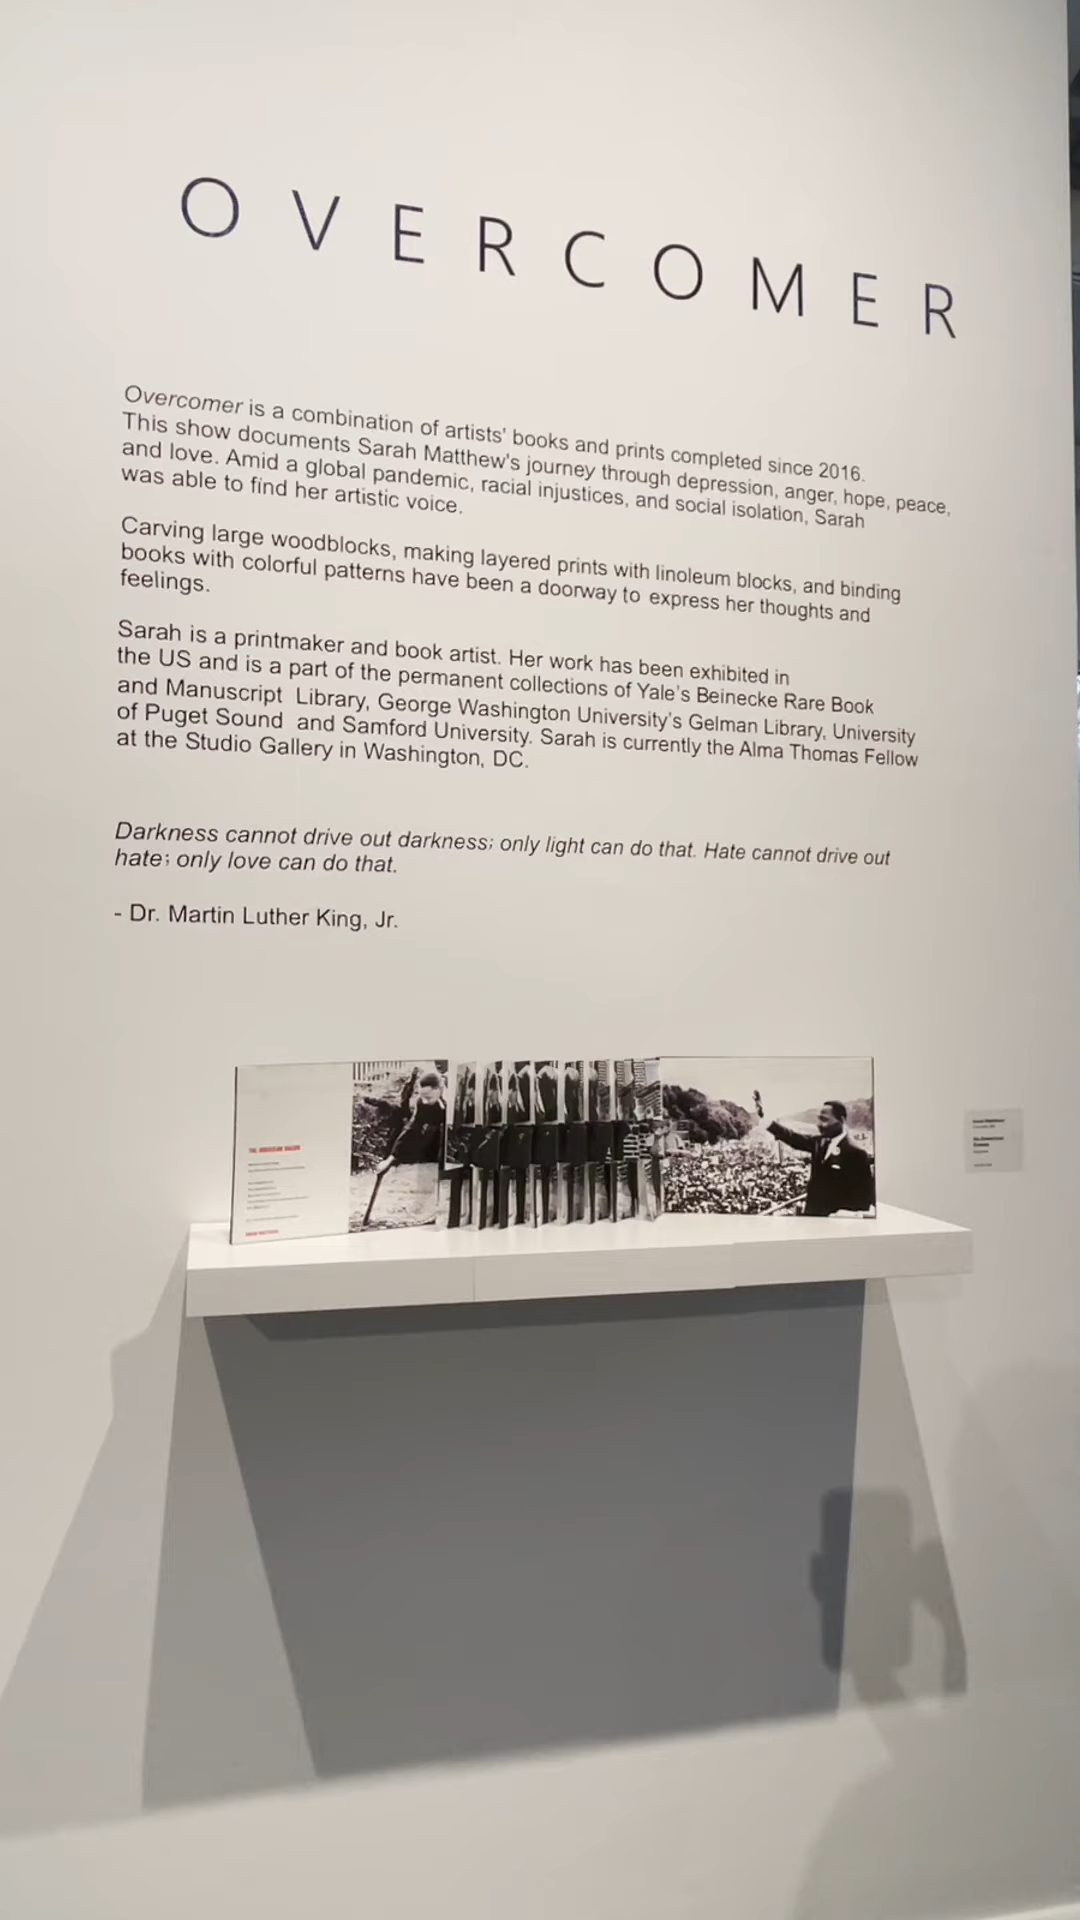 OVERCOMER
Overcomer is a combination of artists' books and prints completed since 2016.
This show documents Sarah Matthew's journey through depression, anger, hope, peace,
and love. Amid a global pandemic, racial injustices, and social isolation, Sarah
was able to find her artistic voice.
Carving large woodblocks, making layered prints with linoleum blocks, and binding
books with colorful patterns have been a doorway to express her thoughts and
feelings.
Sarah is a printmaker and book artist. Her work has been exhibited in
the US and is a part of the permanent collections of Yale's Beinecke Rare Book
and Manuscript Library, George Washington University's Gelman Library, University
of Puget Sound and Samford University. Sarah is currently the Alma Thomas Fellow
at the Studio Gallery in Washington, DC.
Darkness cannot drive out darkness; only light can do that. Hate cannot drive out
hate; only love can do that.
- Dr. Martin Luther King, Jr.